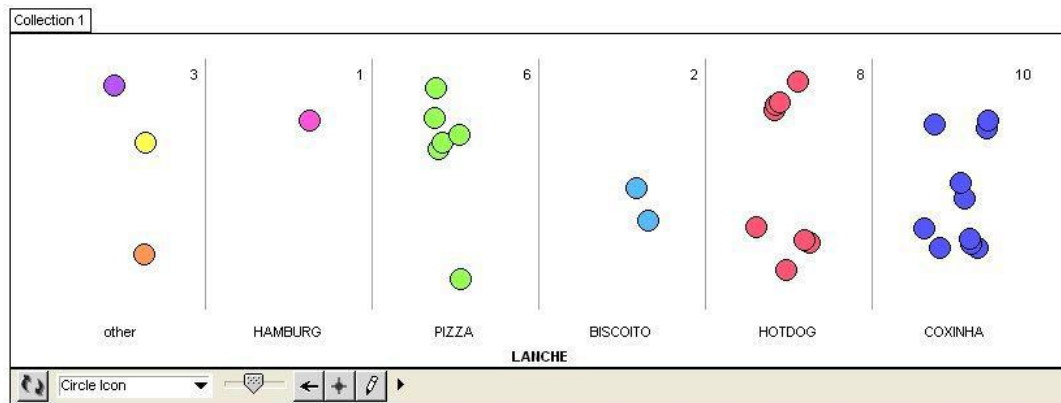 Collection 1
3 1 6 2 8 10
other HAMBURG PIZZA BISCOITO HOTDOG COXINHA
LANCHE
Circle Icon